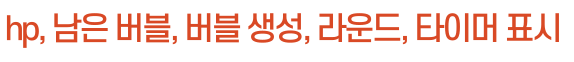 hp, 남은 버블, 버블 생성, 라운드, 타이머 표시